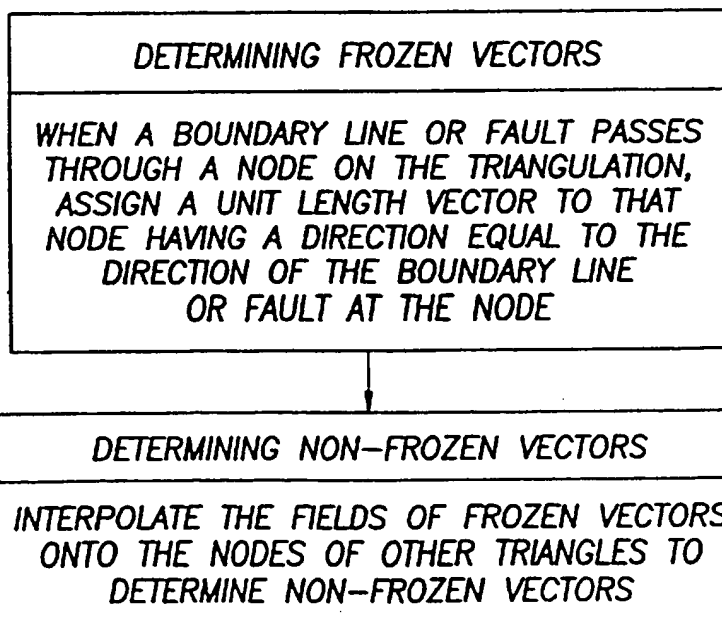 DETERMINING FROZEN VECTORS
WHEN A BOUNDARY LINE OR FAULT PASSES
THROUGH A NODE ON THE TRIANGULATION,
ASSIGN A UNIT LENGTH VECTOR TO THAT
NODE HAVING A DIRECTION EQUAL TO THE
DIRECTION OF THE BOUNDARY LINE
OR FAULT AT THE NODE
DETERMINING NON-FROZEN VECTORS
INTERPOLATE THE FIELDS OF FROZEN VECTORS
ONTO THE NODES OF OTHER TRIANGLES TO
DETERMINE NON-FROZEN VECTORS